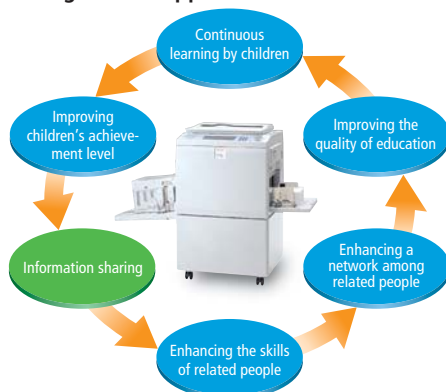 Continuous
learning by children
Improving
children's achieve-
ment level
Improving the
quality of education
Information sharing
Enhancing a
network among
related people
Enhancing the skills
of related people